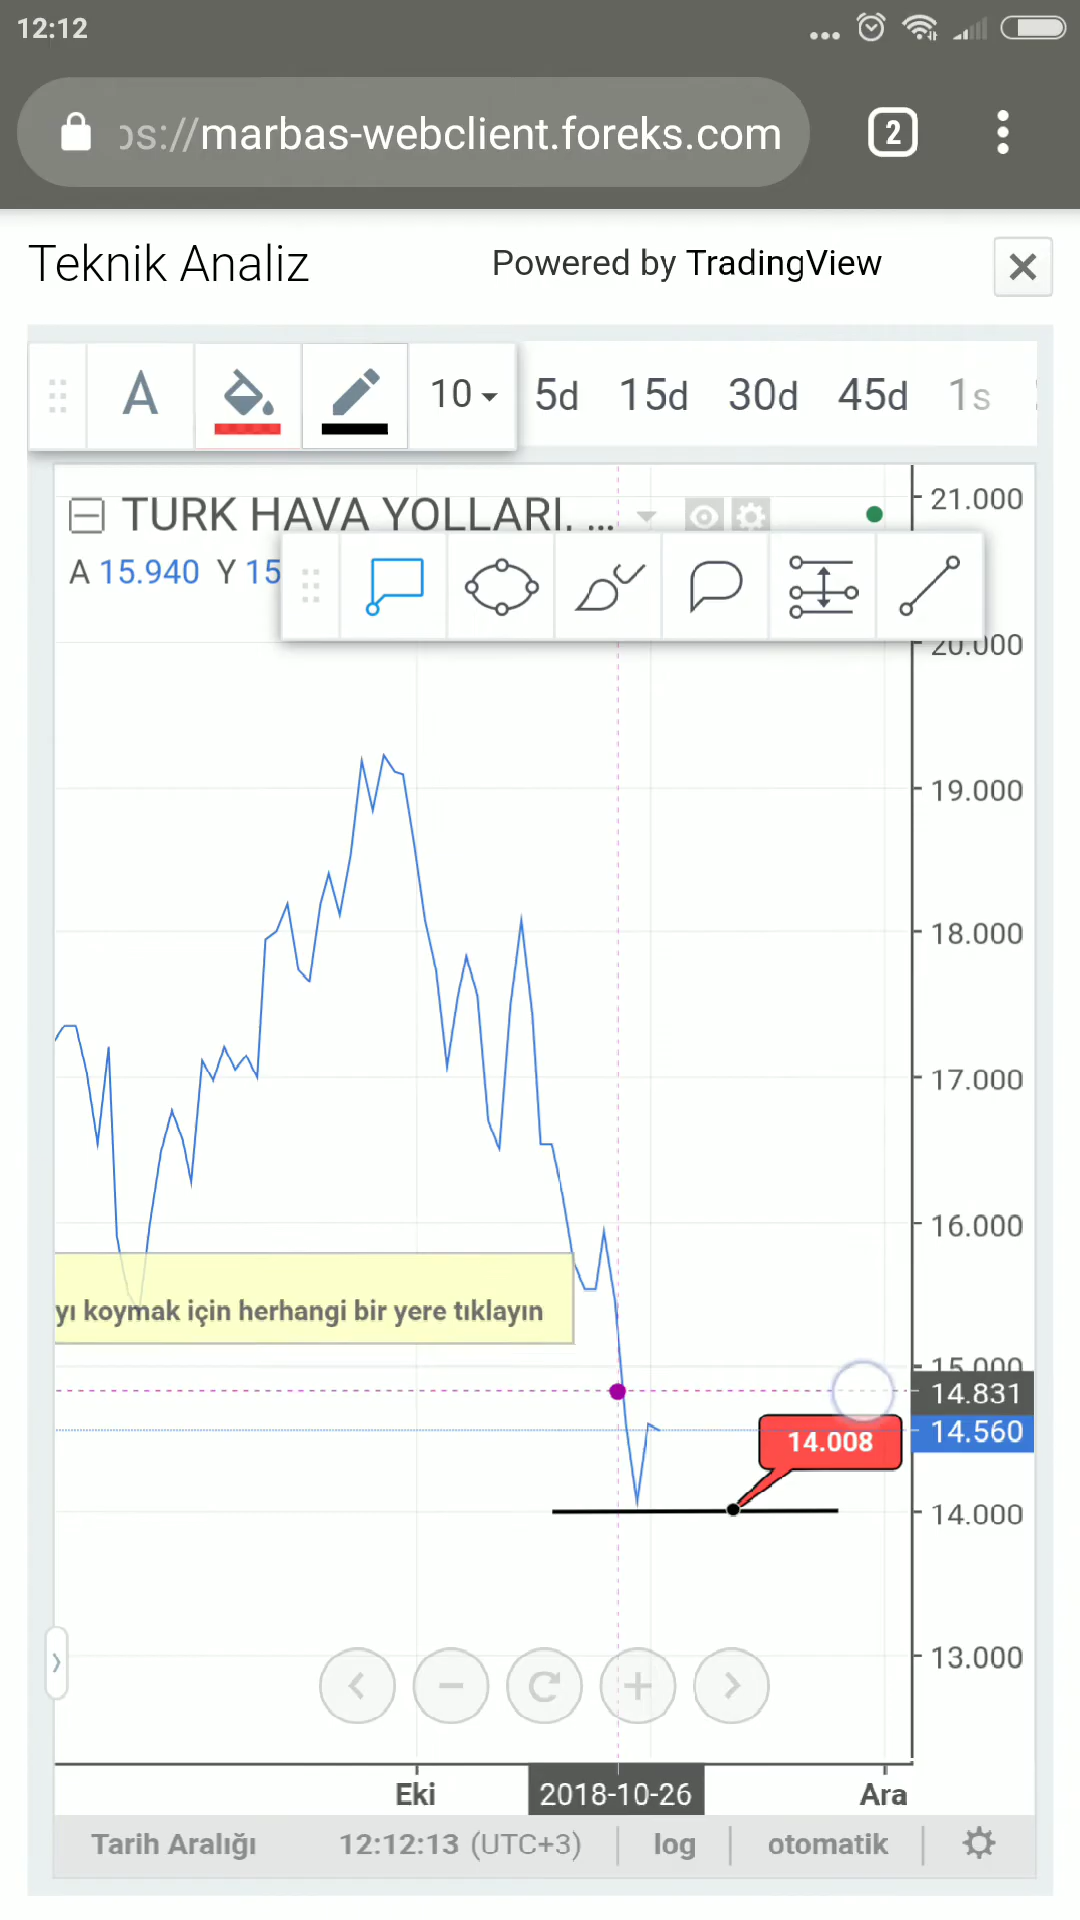 12:12
ps://marbas-webclient.foreks.com
2
Teknik Analiz
Powered by TradingView
A
10
5d
15d
30d
45d
1s
TURK HAVA YOLLARI, ...
A 15.940 Y 15
21.000
20.000
19.000
18.000
17.000
16.000
yı koymak için herhangi bir yere tıklayın
15.000
14.831
14.560
14.008
14.000
13.000
Eki
2018-10-26
Ara
Tarih Aralığı
12:12:13 (UTC+3)
log
otomatik